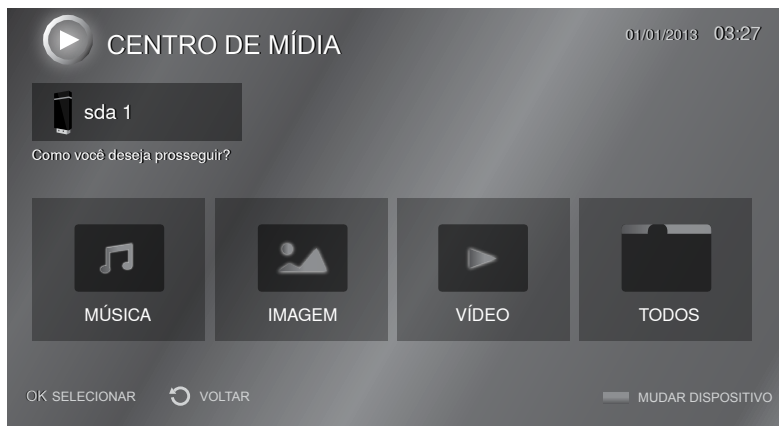 CENTRO DE MÍDIA
01/01/2013 03:27
sda 1
Como você deseja prosseguir?
MÚSICA IMAGEM VÍDEO TODOS
OK SELECIONAR VOLTAR MUDAR DISPOSITIVO